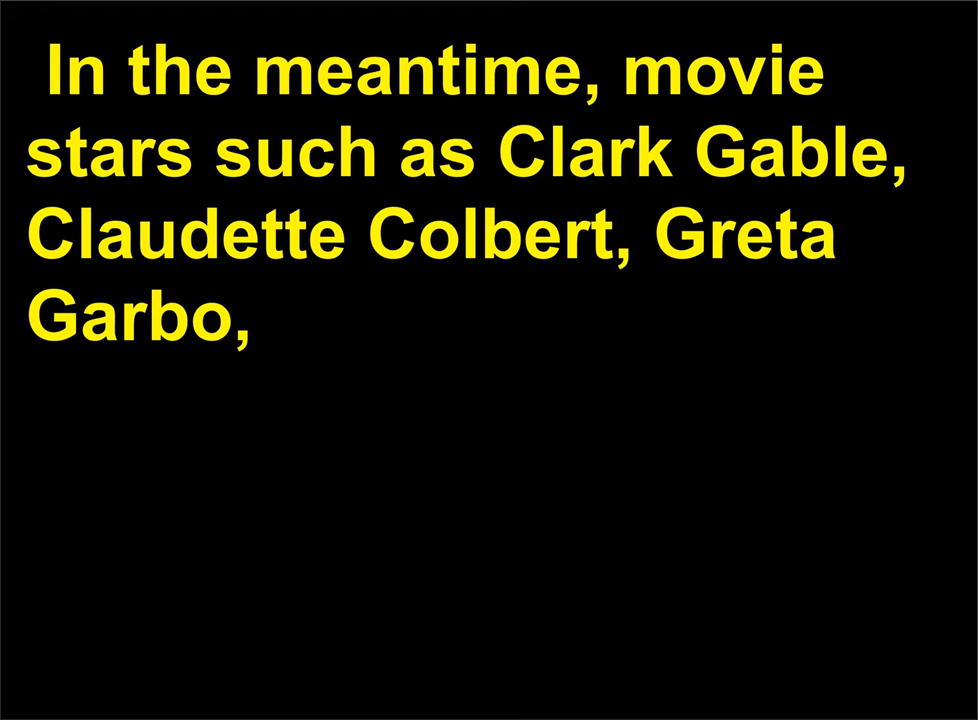 In the meantime, movie
stars such as Clark Gable,
Claudette Colbert, Greta
Garbo,